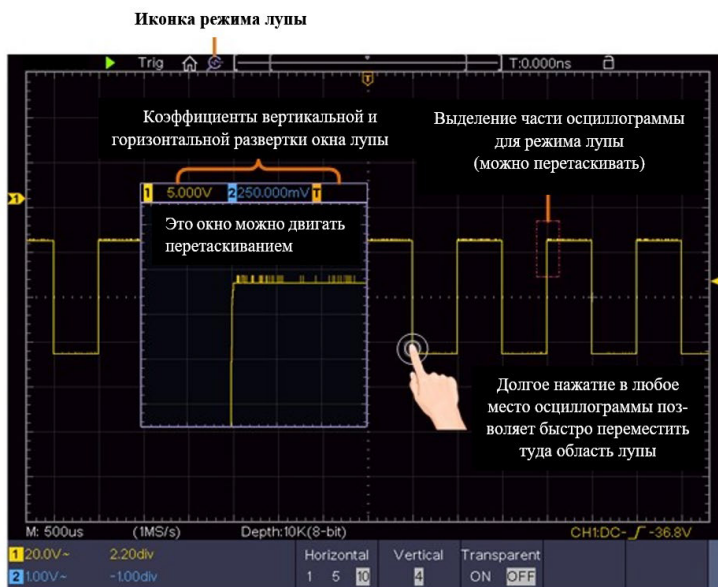 Иконка режима лупы
Trig T:0.000ns
T
Коэффициенты вертикальной и
горизонтальной развертки окна лупы
Выделение части осциллограммы
для режима лупы
(можно перетаскивать)
1 5.000V 2 250.000mV T
1
Это окно можно двигать
перетаскиванием
Долгое нажатие в любое
место осциллограммы поз-
воляет быстро переместить
туда область лупы
M: 500us (1MS/s) Depth:10K(8-bit) CH1:DC- -36.8V
1 20.0V~ 2.20div
2 1.00V~ -1.00div
Horizontal Vertical Transparent
1 5 10 4 ON OFF